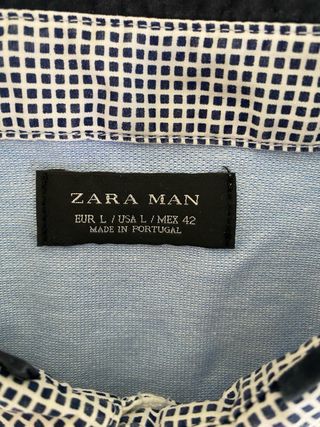 ZARA MAN
EUR L / USA L / MEX 42
MADE IN PORTUGAL